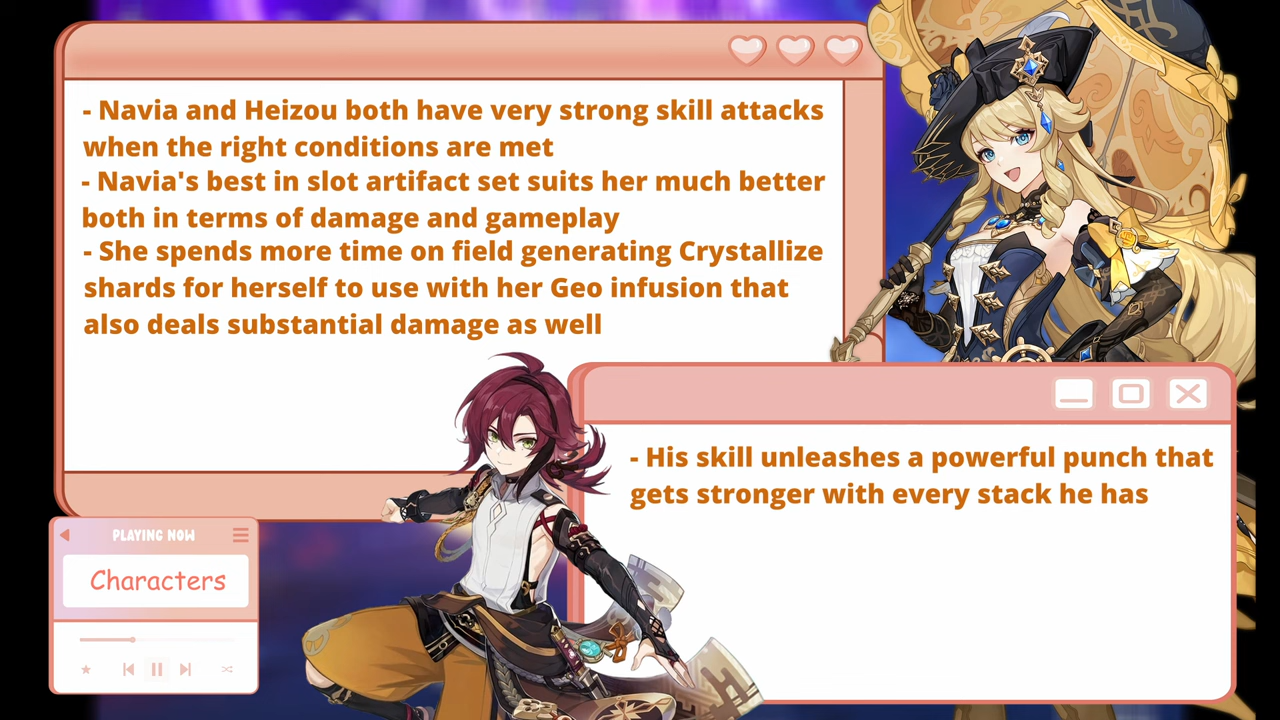 - Navia and Heizou both have very strong skill attacks
when the right conditions are met
- Navia's best in slot artifact set suits her much better
both in terms of damage and gameplay
- She spends more time on field generating Crystallize
shards for herself to use with her Geo infusion that
also deals substantial damage as well
- His skill unleashes a powerful punch that
gets stronger with every stack he has
PLAYING NOW
Characters